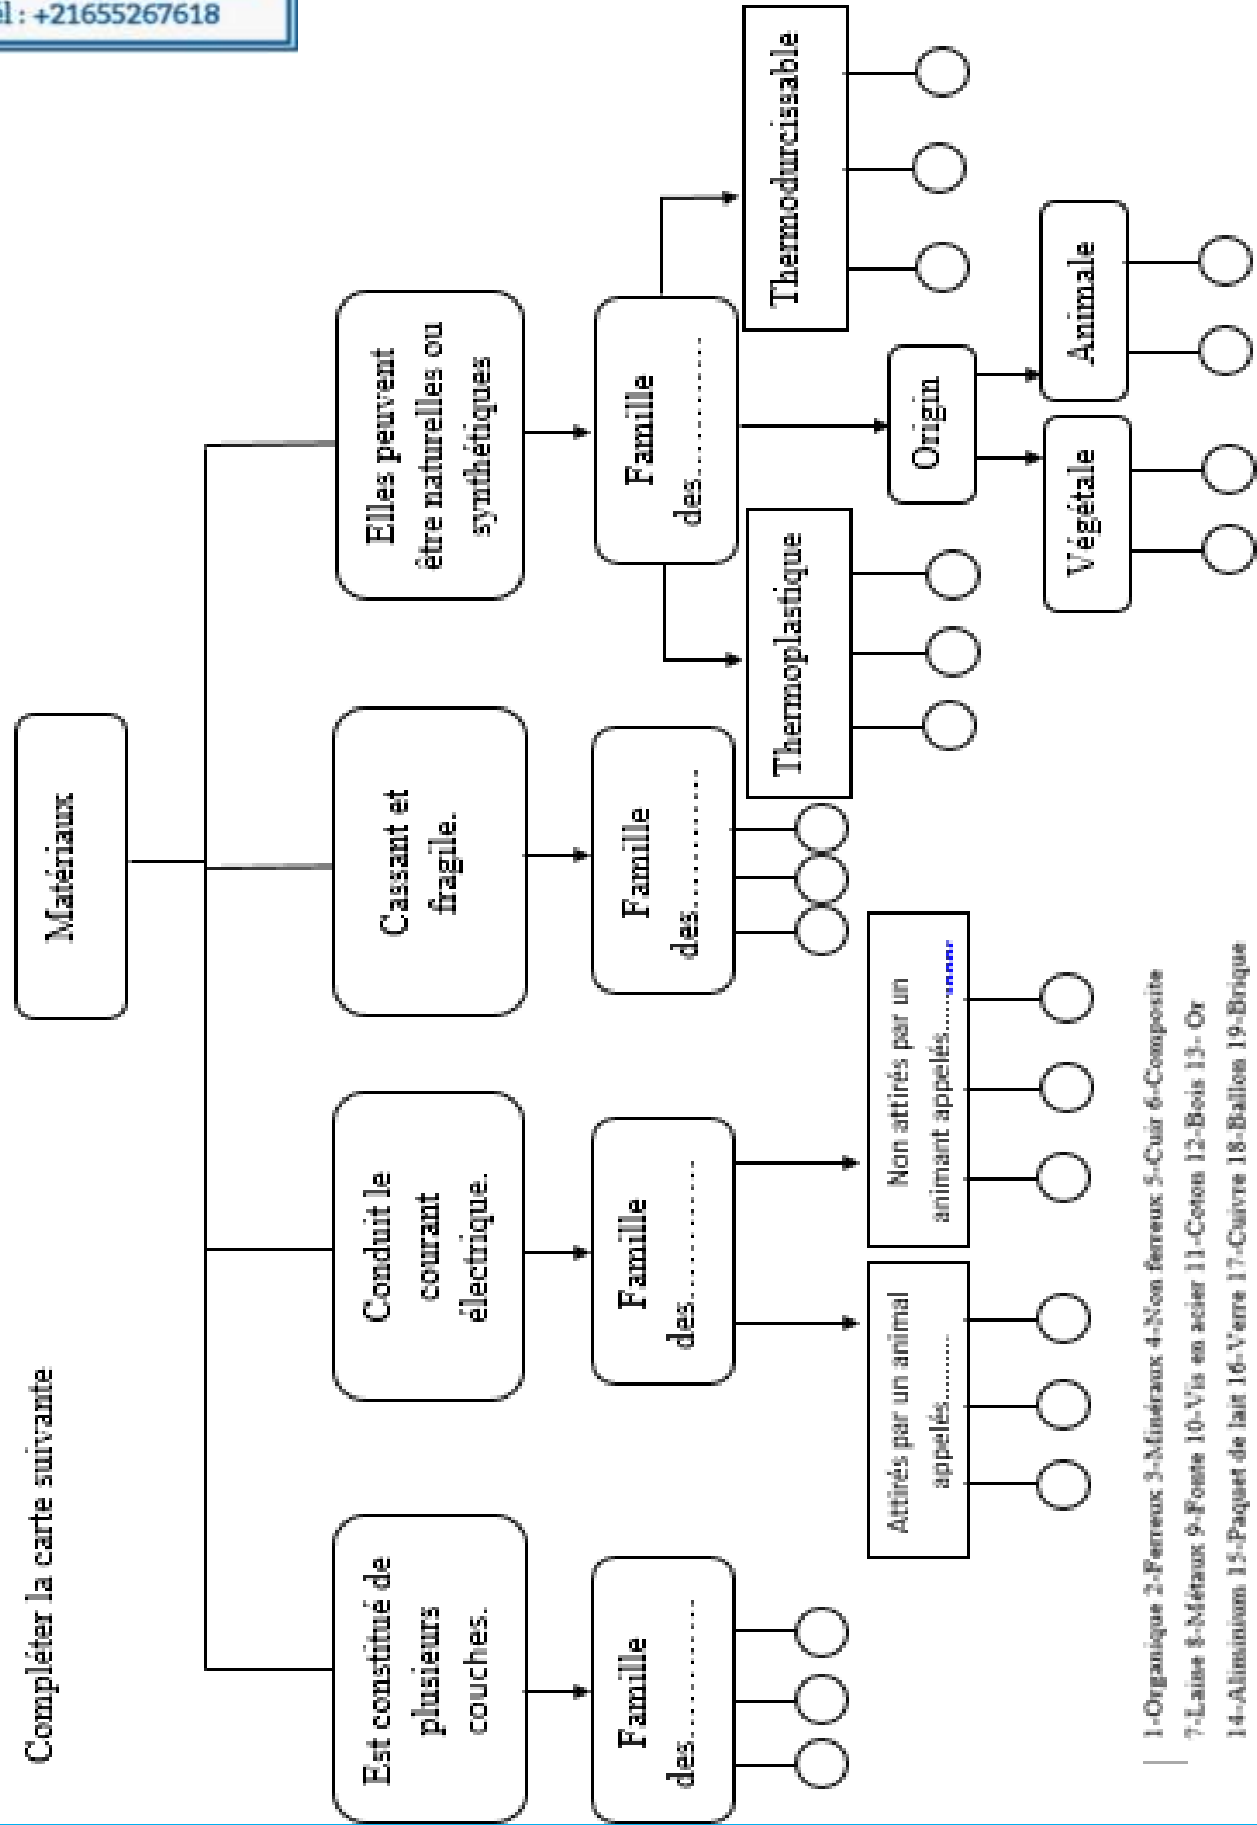 él : +21655267618
Compléter la carte suivante
Matériaux
Est constitué de
plusieurs
couches.
Conduit le
courant
électrique.
Cassant et
fragile.
Elles peuvent
être naturelles ou
synthétiques
Famille
des............
Famille
des............
Famille
des............
Famille
des............
Attirés par un animal
appelés..........
Non attirés par un
animant appelés..........
Thermoplastique
Thermodurcissable
Origin
Végétale
Animale
1-Organique 2-Ferreux 3-Minéraux 4-Non ferreux 5-Cuir 6-Composite
7-Laine 8-Métaux 9-Fonte 10-Vis en acier 11-Coton 12-Bois 13- Or
14-Aliminium 15-Paquet de lait 16-Verre 17-Cuivre 18-Ballon 19-Brique